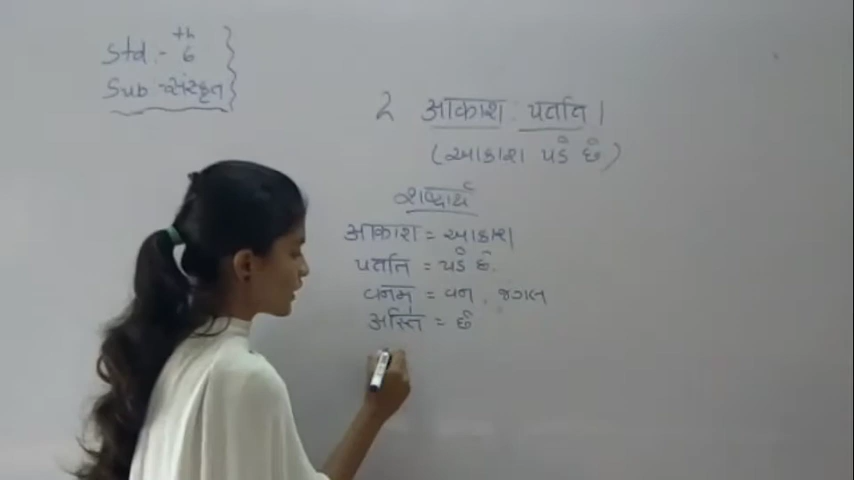 Std :- 6th
Sub - संस्कृत
2 आकाश: पतति ।
(આકાશ પડે છે)
शब्दार्थ
आकाश = આકાશ
पतति = પડે છે.
वनम् = વન, જંગલ
अस्ति = છે